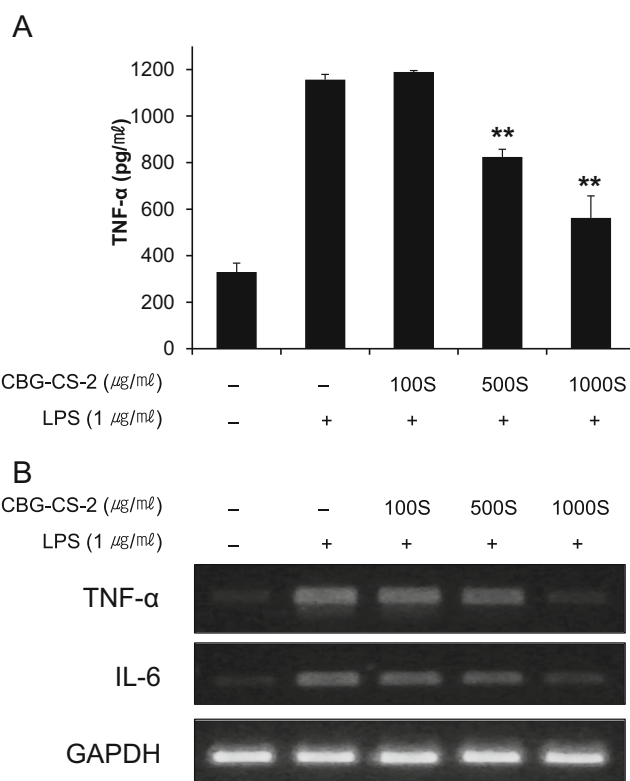 A
TNF-α (pg/㎖)
1200
1000
800
600
400
200
0
**
**
CBG-CS-2 (㎍/㎖) – – 100S 500S 1000S
LPS (1 ㎍/㎖) – + + + +
B
CBG-CS-2 (㎍/㎖) – – 100S 500S 1000S
LPS (1 ㎍/㎖) – + + + +
TNF-α
IL-6
GAPDH